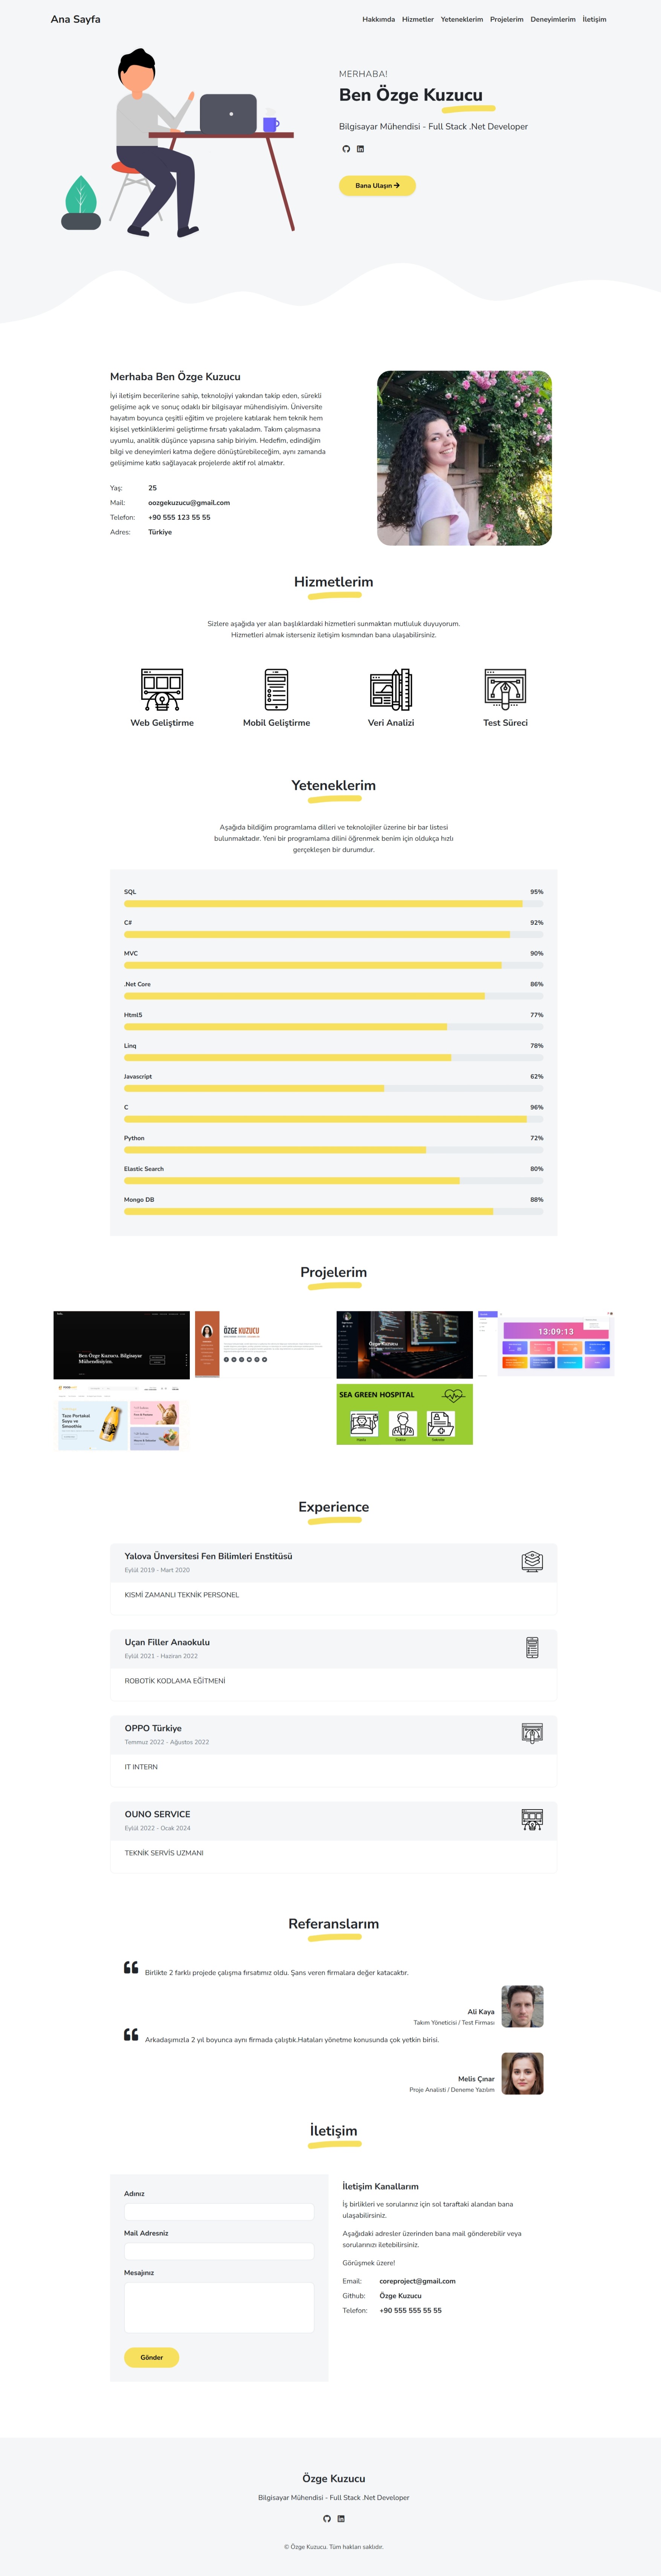 Ana Sayfa
Hakkımda Hizmetler Yeteneklerim Projelerim Deneyimlerim İletişim
MERHABA!
Ben Özge Kuzucu
Bilgisayar Mühendisi - Full Stack .Net Developer
Bana Ulaşın
Merhaba Ben Özge Kuzucu
İyi iletişim becerilerine sahip, teknolojiyi yakından takip eden, sürekli
gelişime açık ve sonuç odaklı bir bilgisayar mühendisiyim. Üniversite
hayatım boyunca çeşitli eğitim ve projelere katılarak hem teknik hem
kişisel yetkinliklerimi geliştirme fırsatı yakaladım. Takım çalışmasına
uyumlu, analitik düşünce yapısına sahip biriyim. Hedefim, edindiğim
bilgi ve deneyimleri katma değere dönüştürebileceğim, aynı zamanda
gelişimime katkı sağlayacak projelerde aktif rol almaktır.
Yaş: 25
Mail: oozgekuzucu@gmail.com
Telefon: +90 555 123 55 55
Adres: Türkiye
Hizmetlerim
Sizlere aşağıda yer alan başlıklardaki hizmetleri sunmaktan mutluluk duyuyorum.
Hizmetleri almak isterseniz iletişim kısmından bana ulaşabilirsiniz.
Web Geliştirme
Mobil Geliştirme
Veri Analizi
Test Süreci
Yeteneklerim
Aşağıda bildiğim programlama dilleri ve teknolojiler üzerine bir bar listesi
bulunmaktadır. Yeni bir programlama dilini öğrenmek benim için oldukça hızlı
gerçekleşen bir durumdur.
SQL 95%
C# 92%
MVC 90%
.Net Core 86%
Html5 77%
Linq 78%
Javascript 62%
C 96%
Python 72%
Elastic Search 80%
Mongo DB 88%
Projelerim
Ben Özge Kuzucu. Bilgisayar
Mühendisiyim.
ÖZGE KUZUCU
Özge Kuzucu
13:09:13
Taze Portakal
Suyu ve
Smoothie
SEA GREEN HOSPITAL
Experience
Yalova Ünversitesi Fen Bilimleri Enstitüsü
Eylül 2019 - Mart 2020
KISMİ ZAMANLI TEKNİK PERSONEL
Uçan Filler Anaokulu
Eylül 2021 - Haziran 2022
ROBOTİK KODLAMA EĞİTMENİ
OPPO Türkiye
Temmuz 2022 - Ağustos 2022
IT INTERN
OUNO SERVICE
Eylül 2022 - Ocak 2024
TEKNİK SERVİS UZMANI
Referanslarım
Birlikte 2 farklı projede çalışma fırsatımız oldu. Şans veren firmalara değer katacaktır.
Ali Kaya
Takım Yöneticisi / Test Firması
Arkadaşımızla 2 yıl boyunca aynı firmada çalıştık.Hataları yönetme konusunda çok yetkin birisi.
Melis Çınar
Proje Analisti / Deneme Yazılım
İletişim
Adınız
Mail Adresniz
Mesajınız
Gönder
İletişim Kanallarım
İş birlikleri ve sorularınız için sol taraftaki alandan bana
ulaşabilirsiniz.
Aşağıdaki adresler üzerinden bana mail gönderebilir veya
sorularınızı iletebilirsiniz.
Görüşmek üzere!
Email: coreproject@gmail.com
Github: Özge Kuzucu
Telefon: +90 555 555 55 55
Özge Kuzucu
Bilgisayar Mühendisi - Full Stack .Net Developer
© Özge Kuzucu. Tüm hakları saklıdır.